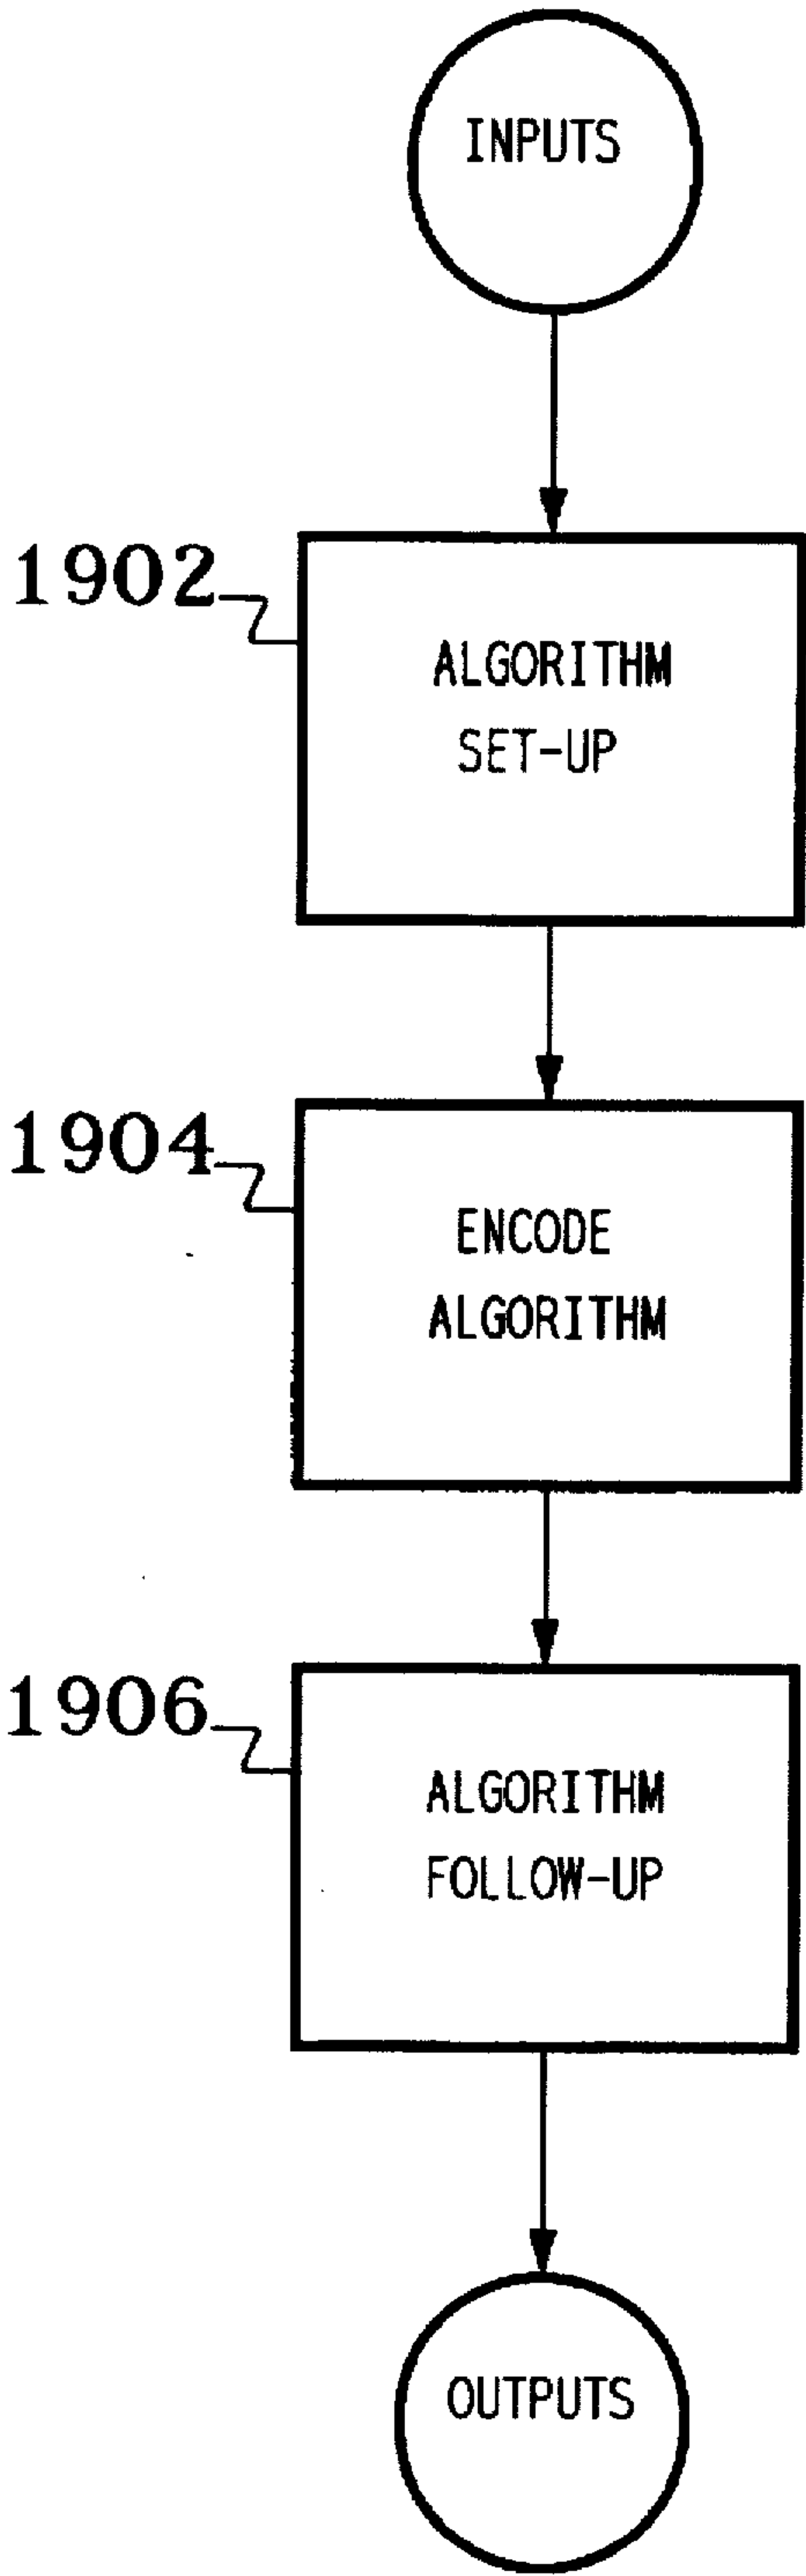 INPUTS
1902
ALGORITHM
SET-UP
1904
ENCODE
ALGORITHM
1906
ALGORITHM
FOLLOW-UP
OUTPUTS